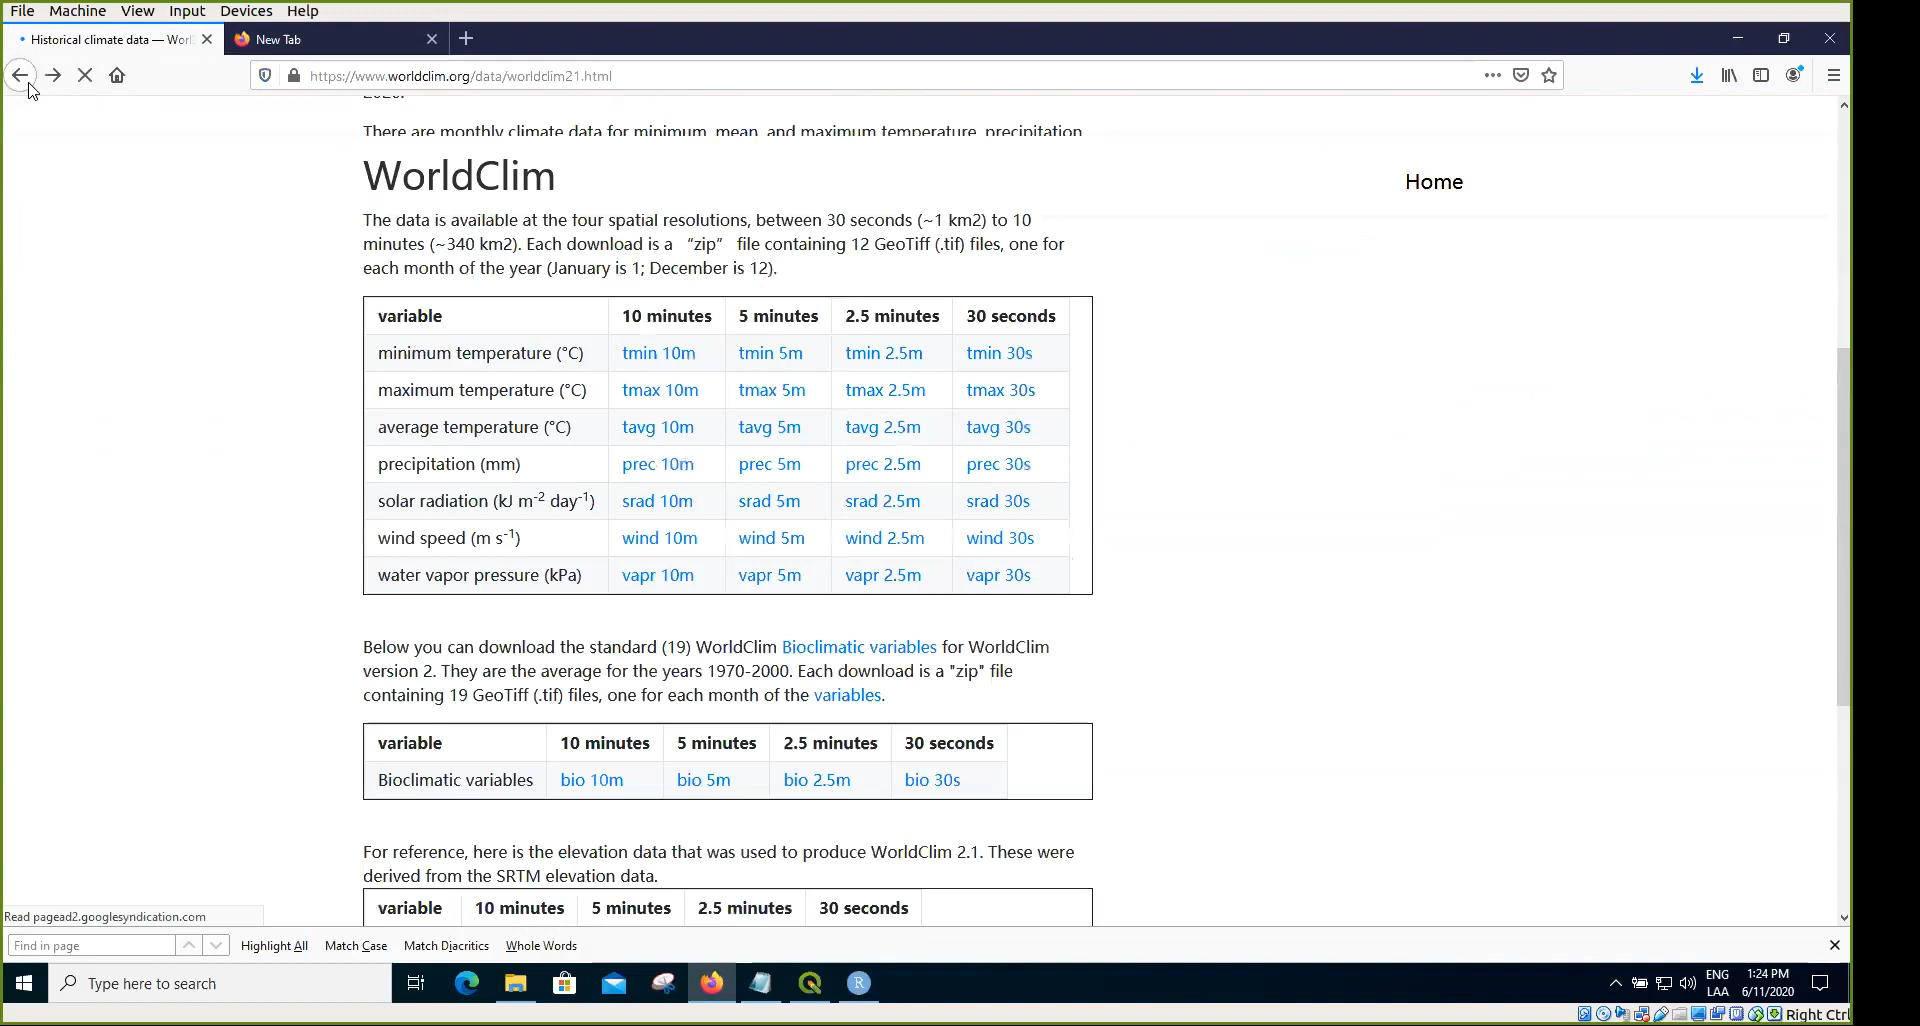 File Machine View Input Devices Help
Historical climate data — Worl
New Tab
https://www.worldclim.org/data/worldclim21.html
2020.
There are monthly climate data for minimum, mean, and maximum temperature, precipitation
WorldClim
Home
The data is available at the four spatial resolutions, between 30 seconds (~1 km2) to 10
minutes (~340 km2). Each download is a “zip” file containing 12 GeoTiff (.tif) files, one for
each month of the year (January is 1; December is 12).
variable 10 minutes 5 minutes 2.5 minutes 30 seconds
minimum temperature (°C) tmin 10m tmin 5m tmin 2.5m tmin 30s
maximum temperature (°C) tmax 10m tmax 5m tmax 2.5m tmax 30s
average temperature (°C) tavg 10m tavg 5m tavg 2.5m tavg 30s
precipitation (mm) prec 10m prec 5m prec 2.5m prec 30s
solar radiation (kJ m-2 day-1) srad 10m srad 5m srad 2.5m srad 30s
wind speed (m s-1) wind 10m wind 5m wind 2.5m wind 30s
water vapor pressure (kPa) vapr 10m vapr 5m vapr 2.5m vapr 30s
Below you can download the standard (19) WorldClim Bioclimatic variables for WorldClim
version 2. They are the average for the years 1970-2000. Each download is a "zip" file
containing 19 GeoTiff (.tif) files, one for each month of the variables.
variable 10 minutes 5 minutes 2.5 minutes 30 seconds
Bioclimatic variables bio 10m bio 5m bio 2.5m bio 30s
For reference, here is the elevation data that was used to produce WorldClim 2.1. These were
derived from the SRTM elevation data.
variable 10 minutes 5 minutes 2.5 minutes 30 seconds
Read pagead2.googlesyndication.com
Find in page Highlight All Match Case Match Diacritics Whole Words
Type here to search
R
ENG 1:24 PM
LAA 6/11/2020
Right Ctrl